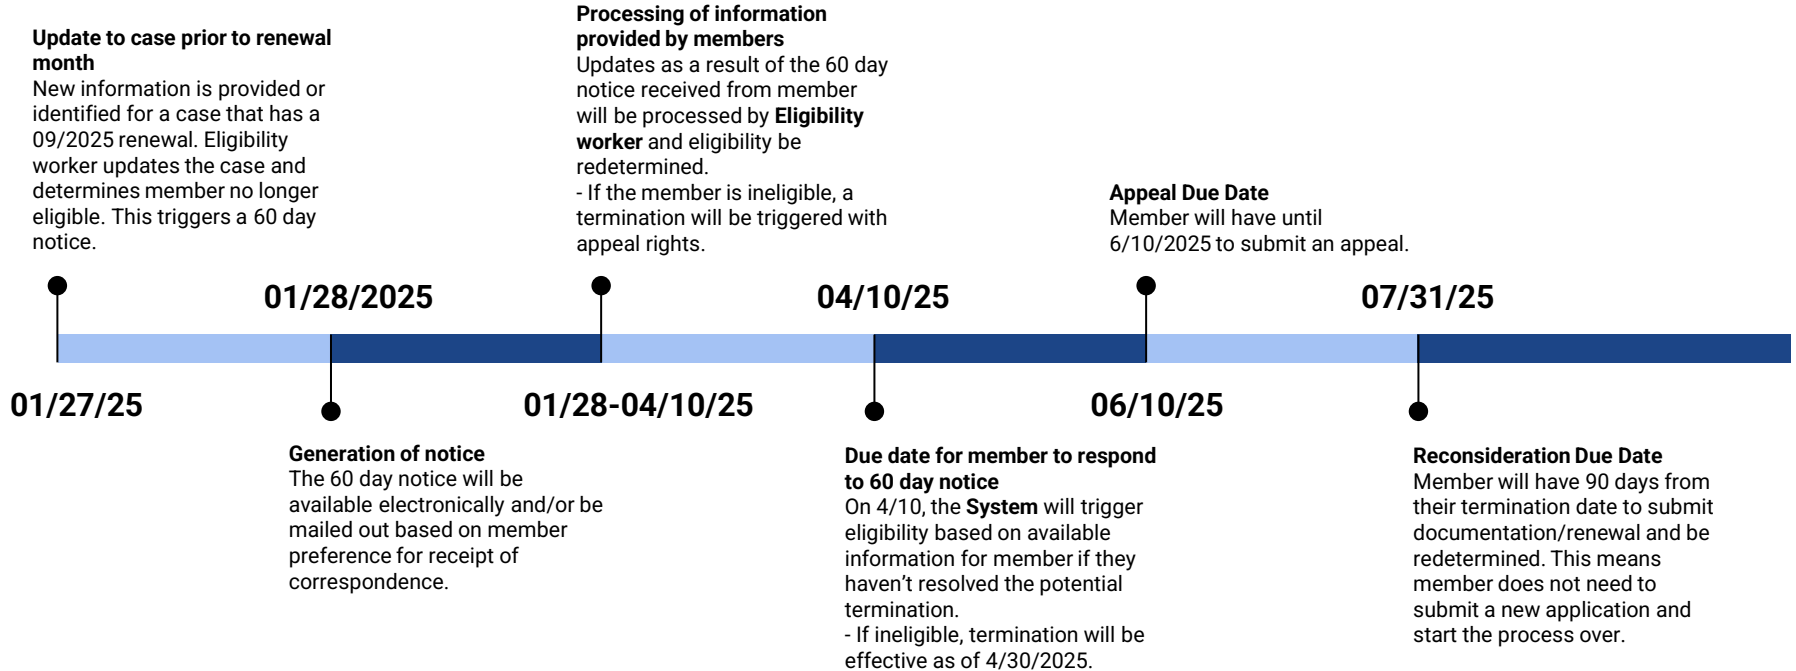 Update to case prior to renewal
month
New information is provided or
identified for a case that has a
09/2025 renewal. Eligibility
worker updates the case and
determines member no longer
eligible. This triggers a 60 day
notice.
01/27/25
01/28/2025
Generation of notice
The 60 day notice will be
available electronically and/or be
mailed out based on member
preference for receipt of
correspondence.
Processing of information
provided by members
Updates as a result of the 60 day
notice received from member
will be processed by Eligibility
worker and eligibility be
redetermined.
- If the member is ineligible, a
termination will be triggered with
appeal rights.
01/28-04/10/25
04/10/25
Due date for member to respond
to 60 day notice
On 4/10, the System will trigger
eligibility based on available
information for member if they
haven’t resolved the potential
termination.
- If ineligible, termination will be
effective as of 4/30/2025.
Appeal Due Date
Member will have until
6/10/2025 to submit an appeal.
06/10/25
07/31/25
Reconsideration Due Date
Member will have 90 days from
their termination date to submit
documentation/renewal and be
redetermined. This means
member does not need to
submit a new application and
start the process over.